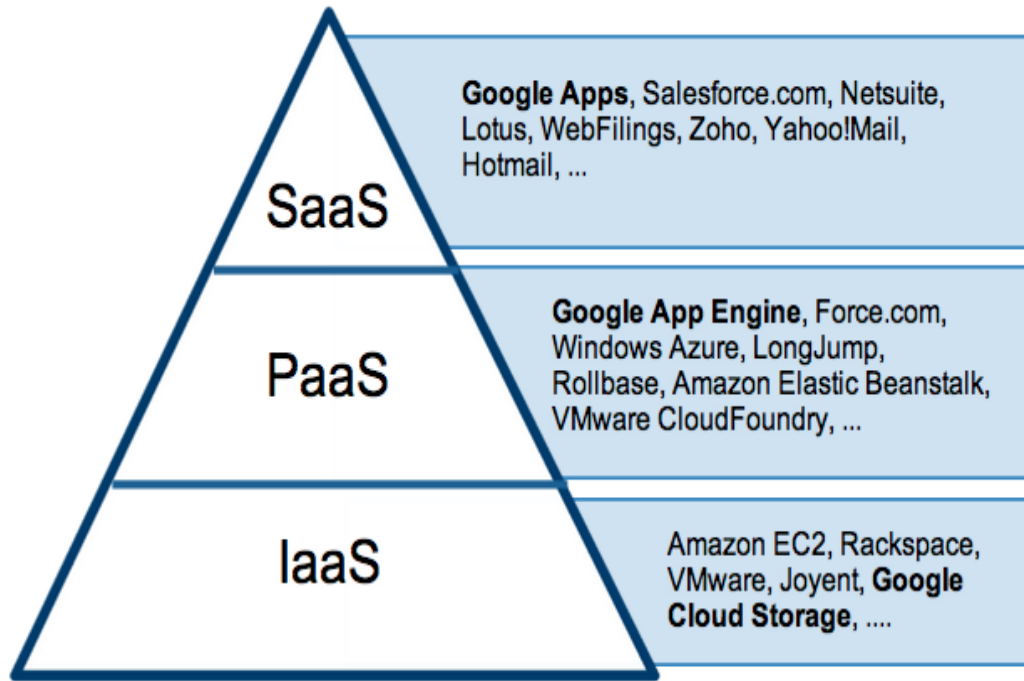 SaaS
Google Apps, Salesforce.com, Netsuite,
Lotus, WebFilings, Zoho, Yahoo!Mail,
Hotmail, ...
PaaS
Google App Engine, Force.com,
Windows Azure, LongJump,
Rollbase, Amazon Elastic Beanstalk,
VMware CloudFoundry, ...
IaaS
Amazon EC2, Rackspace,
VMware, Joyent, Google
Cloud Storage, ....